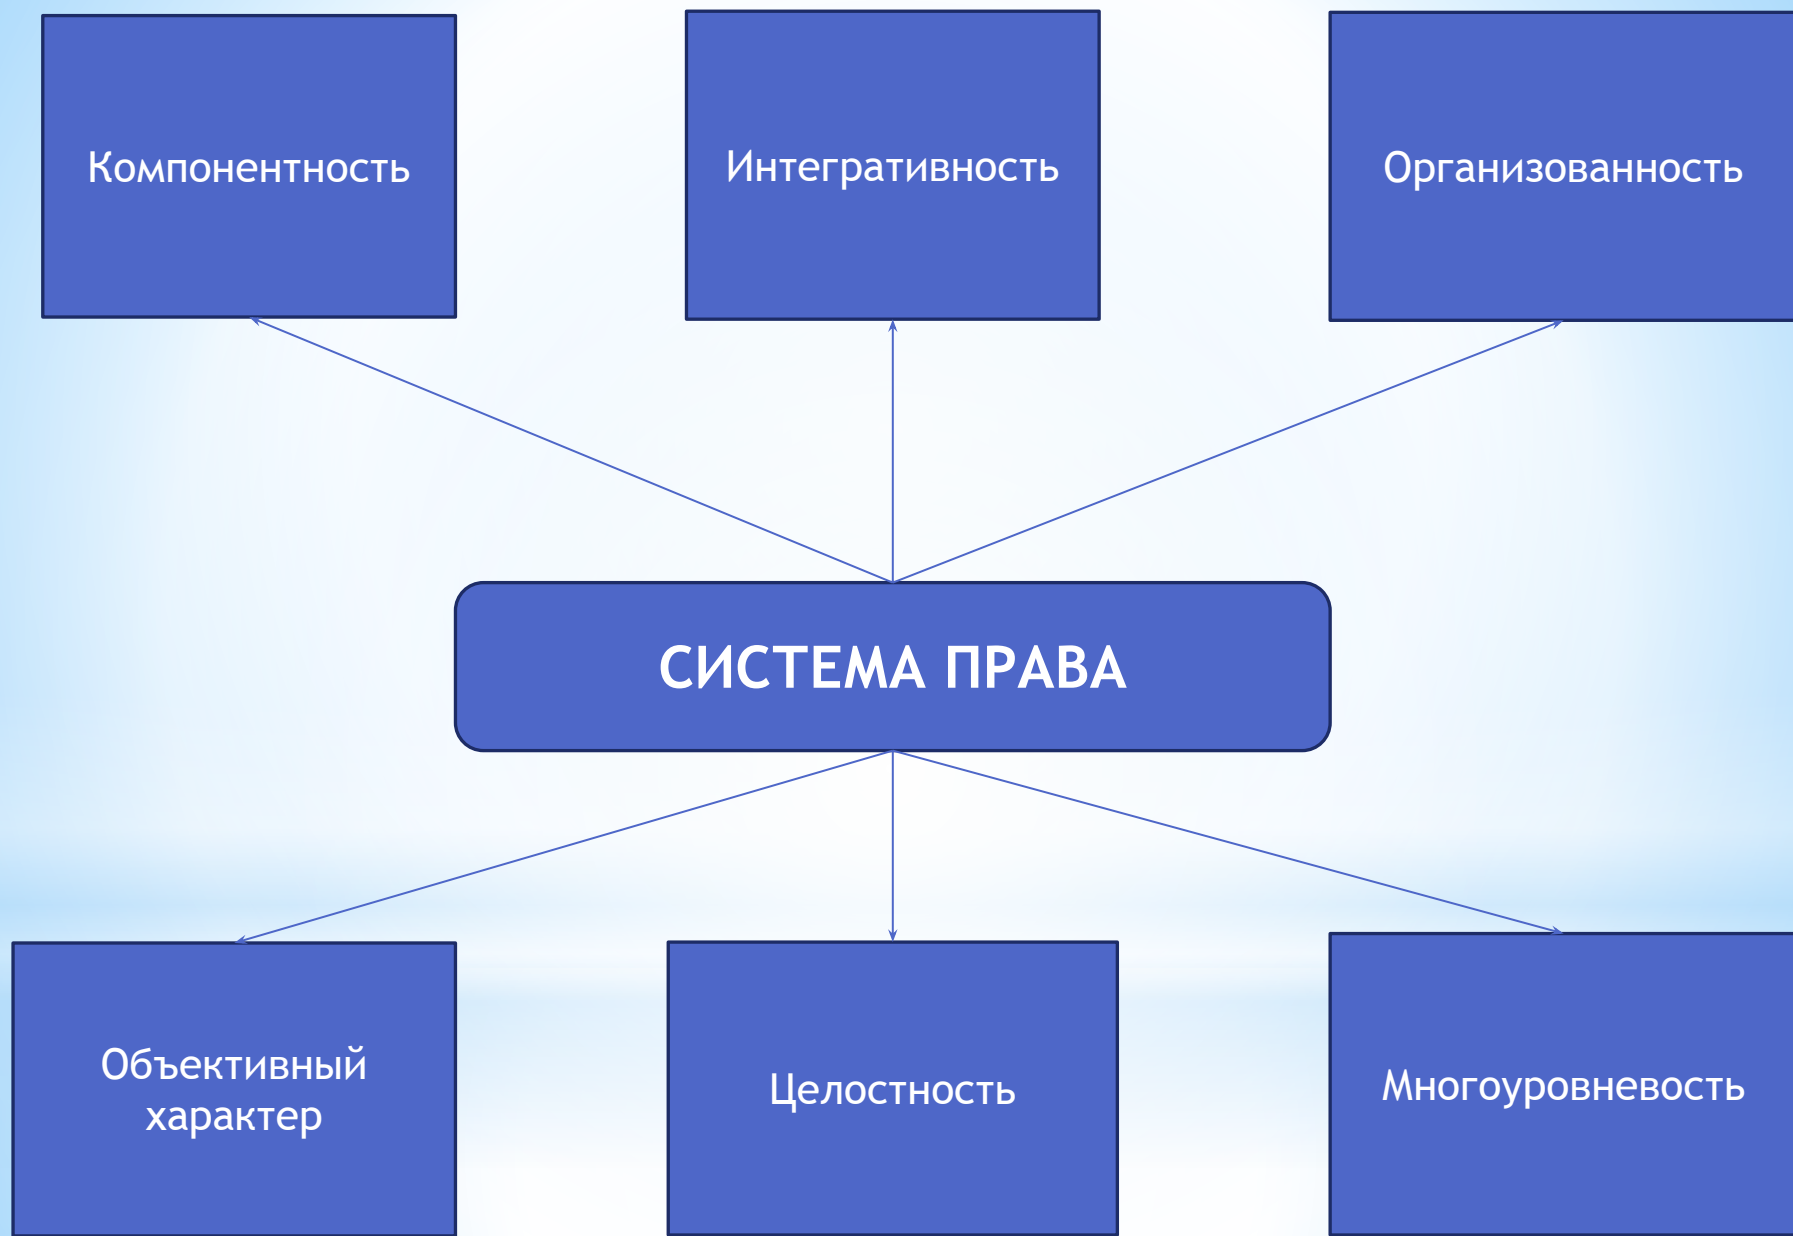 Компонентность
Интегративность
Организованность
СИСТЕМА ПРАВА
Объективный
характер
Целостность
Многоуровневость